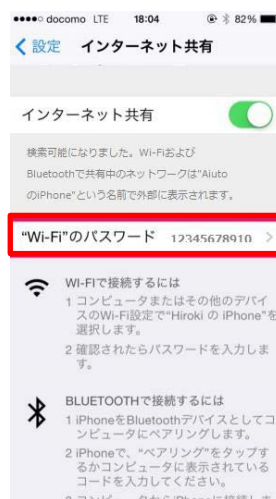 docomo LTE 18:04 82%
設定 インターネット共有
インターネット共有
検索可能になりました。Wi-Fiおよび
Bluetoothで共有中のネットワークは"Aiuto
のiPhone"という名前で外部に表示されます。
"Wi-Fi"のパスワード 12345678910
WI-FIで接続するには
1 コンピュータまたはその他のデバイ
スのWi-Fi設定で"Hiroki の iPhone"を
選択します。
2 確認されたらパスワードを入力しま
す。
BLUETOOTHで接続するには
1 iPhoneをBluetoothデバイスとしてコ
ンピュータにペアリングします。
2 iPhoneで、"ペアリング"をタップす
るかコンピュータに表示されている
コードを入力してください。